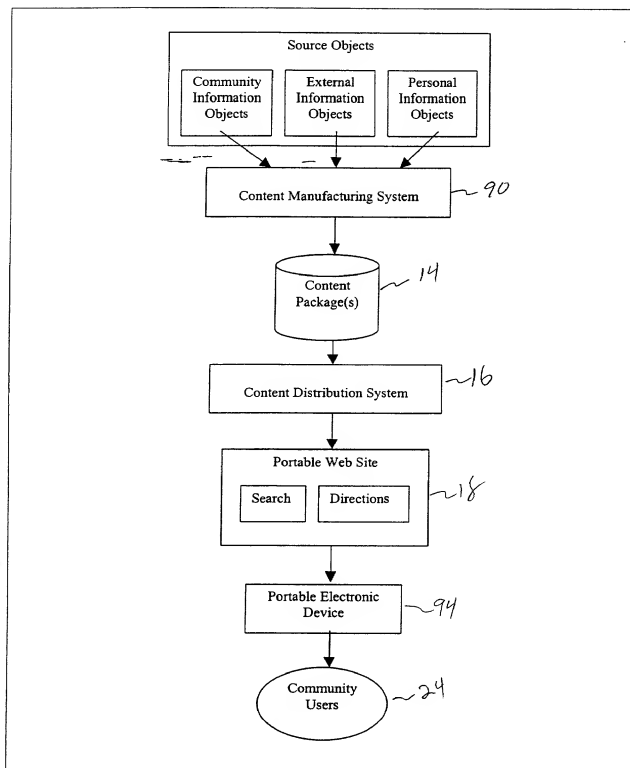 Source Objects
Community
Information
Objects
External
Information
Objects
Personal
Information
Objects
Content Manufacturing System
90
Content
Package(s)
14
Content Distribution System
16
Portable Web Site
Search
Directions
18
Portable Electronic
Device
94
Community
Users
24